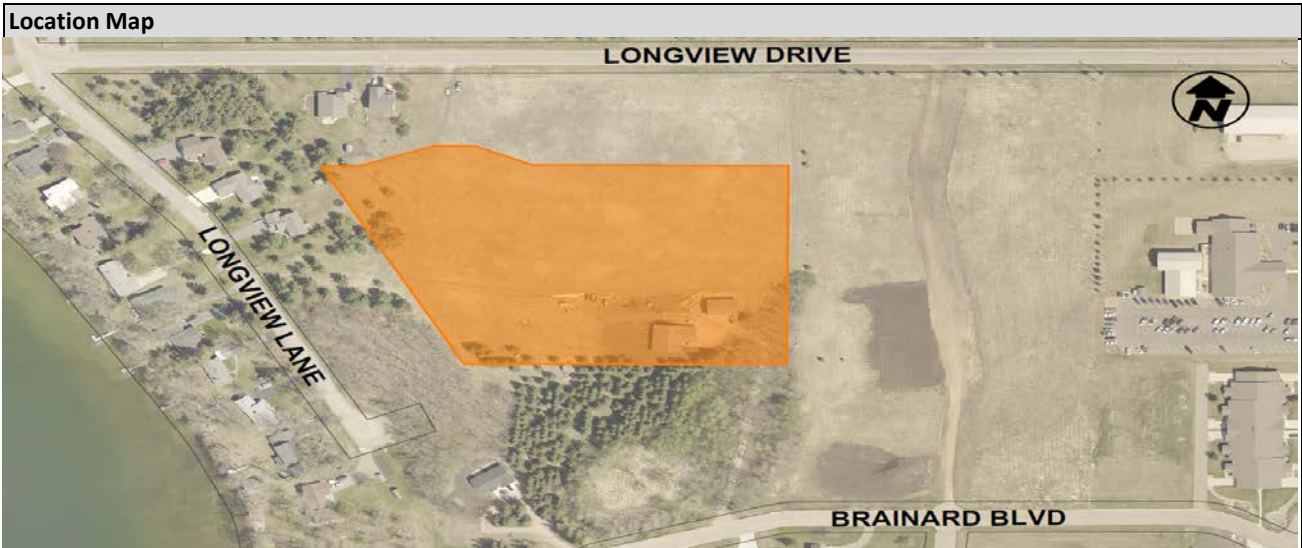 Location Map
LONGVIEW DRIVE
N
LONGVIEW LANE
BRAINARD BLVD